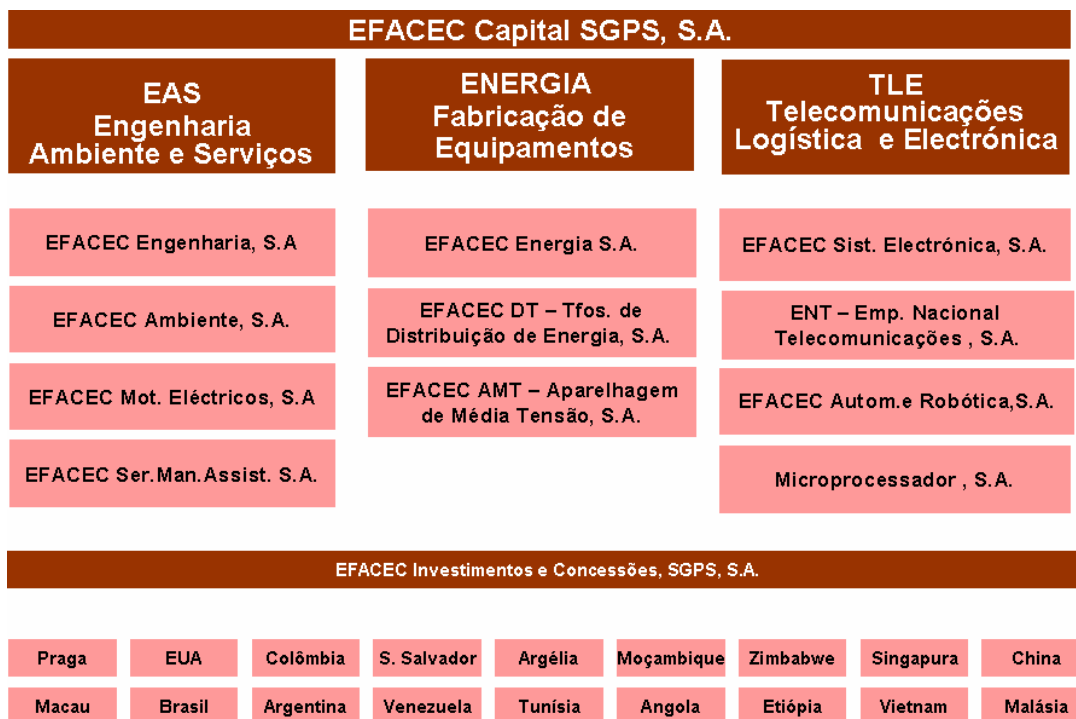 EFACEC Capital SGPS, S.A.
EAS
Engenharia
Ambiente e Serviços
ENERGIA
Fabricação de
Equipamentos
TLE
Telecomunicações
Logística e Electrónica
EFACEC Engenharia, S.A
EFACEC Ambiente, S.A.
EFACEC Mot. Eléctricos, S.A
EFACEC Ser.Man.Assist. S.A.
EFACEC Energia S.A.
EFACEC DT – Tfos. de
Distribuição de Energia, S.A.
EFACEC AMT – Aparelhagem
de Média Tensão, S.A.
EFACEC Sist. Electrónica, S.A.
ENT – Emp. Nacional
Telecomunicações , S.A.
EFACEC Autom.e Robótica,S.A.
Microprocessador , S.A.
EFACEC Investimentos e Concessões, SGPS, S.A.
Praga EUA Colômbia S. Salvador Argélia Moçambique Zimbabwe Singapura China
Macau Brasil Argentina Venezuela Tunísia Angola Etiópia Vietnam Malásia